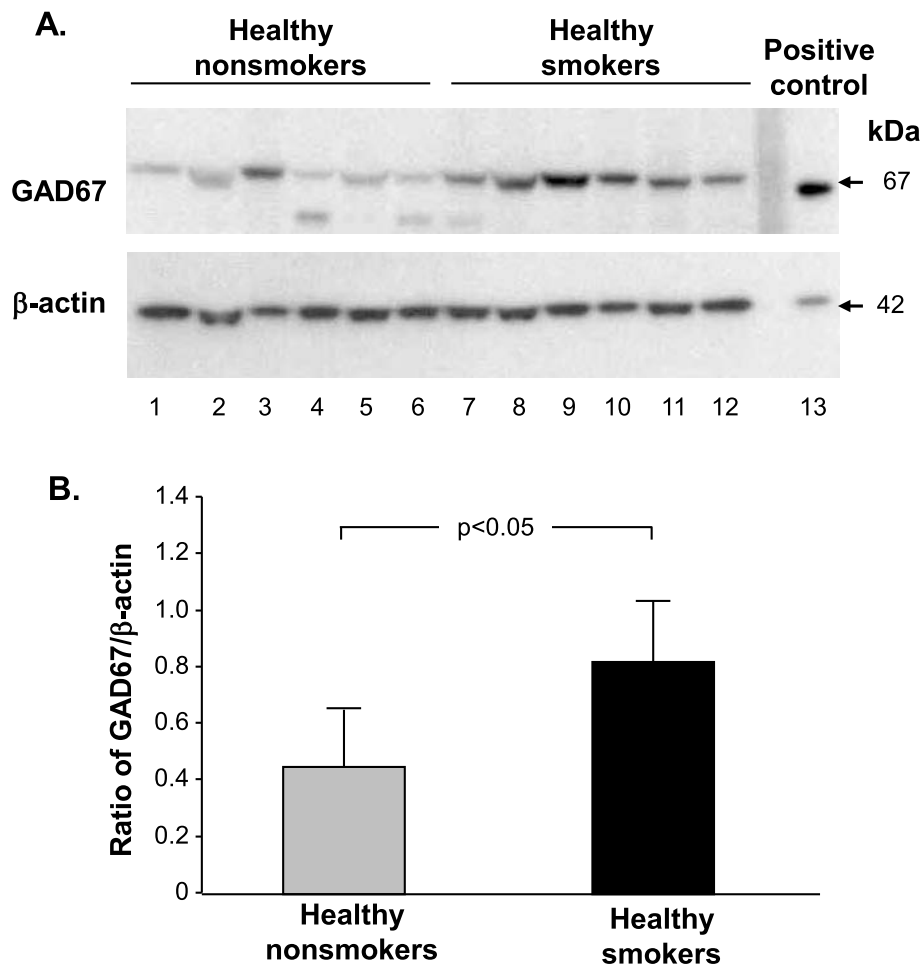 A.
Healthy
nonsmokers
Healthy
smokers
Positive
control
kDa
GAD67
67
β-actin
42
1 2 3 4 5 6 7 8 9 10 11 12 13
B.
Ratio of GAD67/β-actin
1.4
1.2
1.0
0.8
0.6
0.4
0.2
0
p<0.05
Healthy
nonsmokers
Healthy
smokers